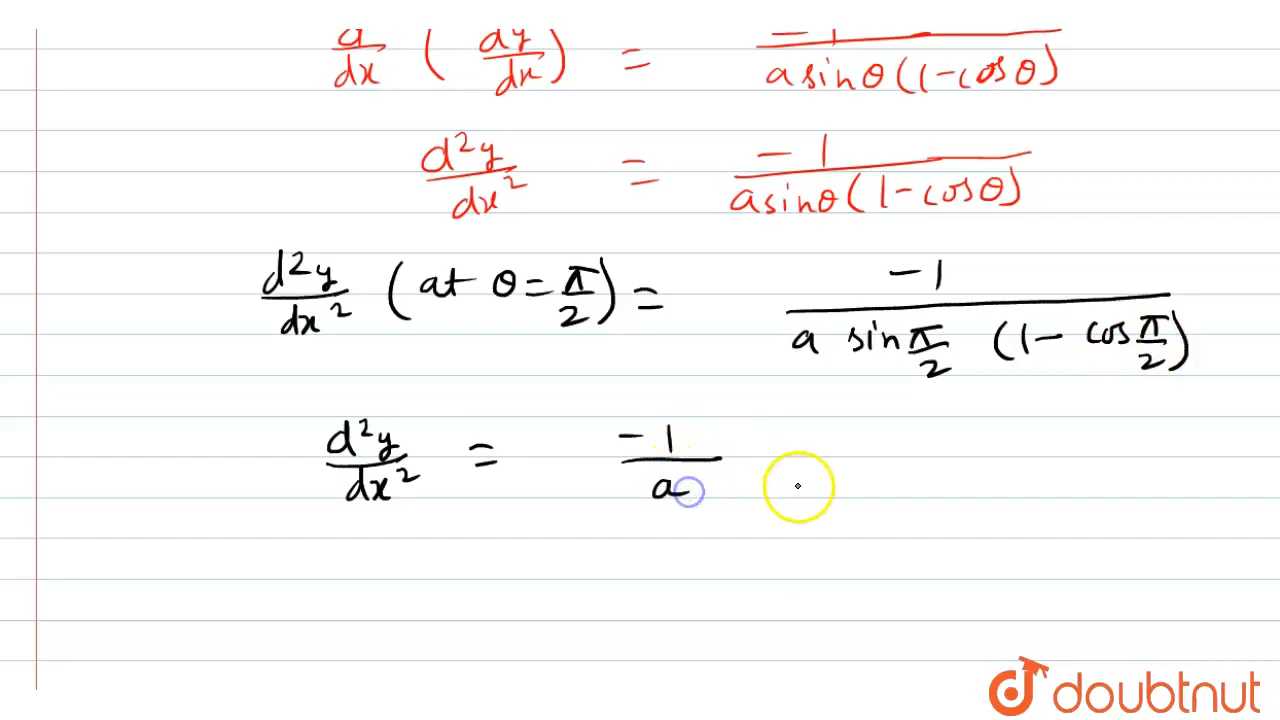 d/dx (dy/dx) = -1/(a sinθ(1-cosθ))
d²y/dx² = -1/(a sinθ(1-cosθ))
d²y/dx² (at θ = π/2) = -1/(a sin π/2 (1- cos π/2))
d²y/dx² = -1/a
doubtnut